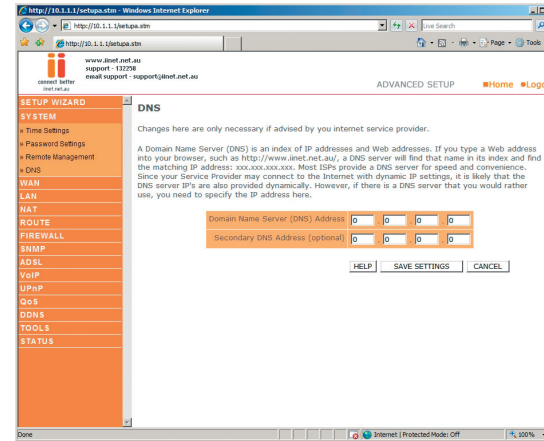 http://10.1.1.1/setupa.stm - Windows Internet Explorer
http://10.1.1.1/setupa.stm
Live Search
http://10.1.1.1/setupa.stm
Page
Tools
www.iinet.net.au
support - 132258
email support - support@iinet.net.au
connect better
iinet.net.au
ADVANCED SETUP
Home
SETUP WIZARD
SYSTEM
» Time Settings
» Password Settings
» Remote Management
» DNS
WAN
LAN
NAT
ROUTE
FIREWALL
SNMP
ADSL
VoIP
UPnP
QoS
DDNS
TOOLS
STATUS
DNS
Changes here are only necessary if advised by you internet service provider.
A Domain Name Server (DNS) is an index of IP addresses and Web addresses. If you type a Web address
into your browser, such as http://www.iinet.net.au/, a DNS server will find that name in its index and find
the matching IP address: xxx.xxx.xxx.xxx. Most ISPs provide a DNS server for speed and convenience.
Since your Service Provider may connect to the Internet with dynamic IP settings, it is likely that the
DNS server IP's are also provided dynamically. However, if there is a DNS server that you would rather
use, you need to specify the IP address here.
Domain Name Server (DNS) Address 0 . 0 . 0 . 0
Secondary DNS Address (optional) 0 . 0 . 0 . 0
HELP SAVE SETTINGS CANCEL
Done
Internet | Protected Mode: Off
100%